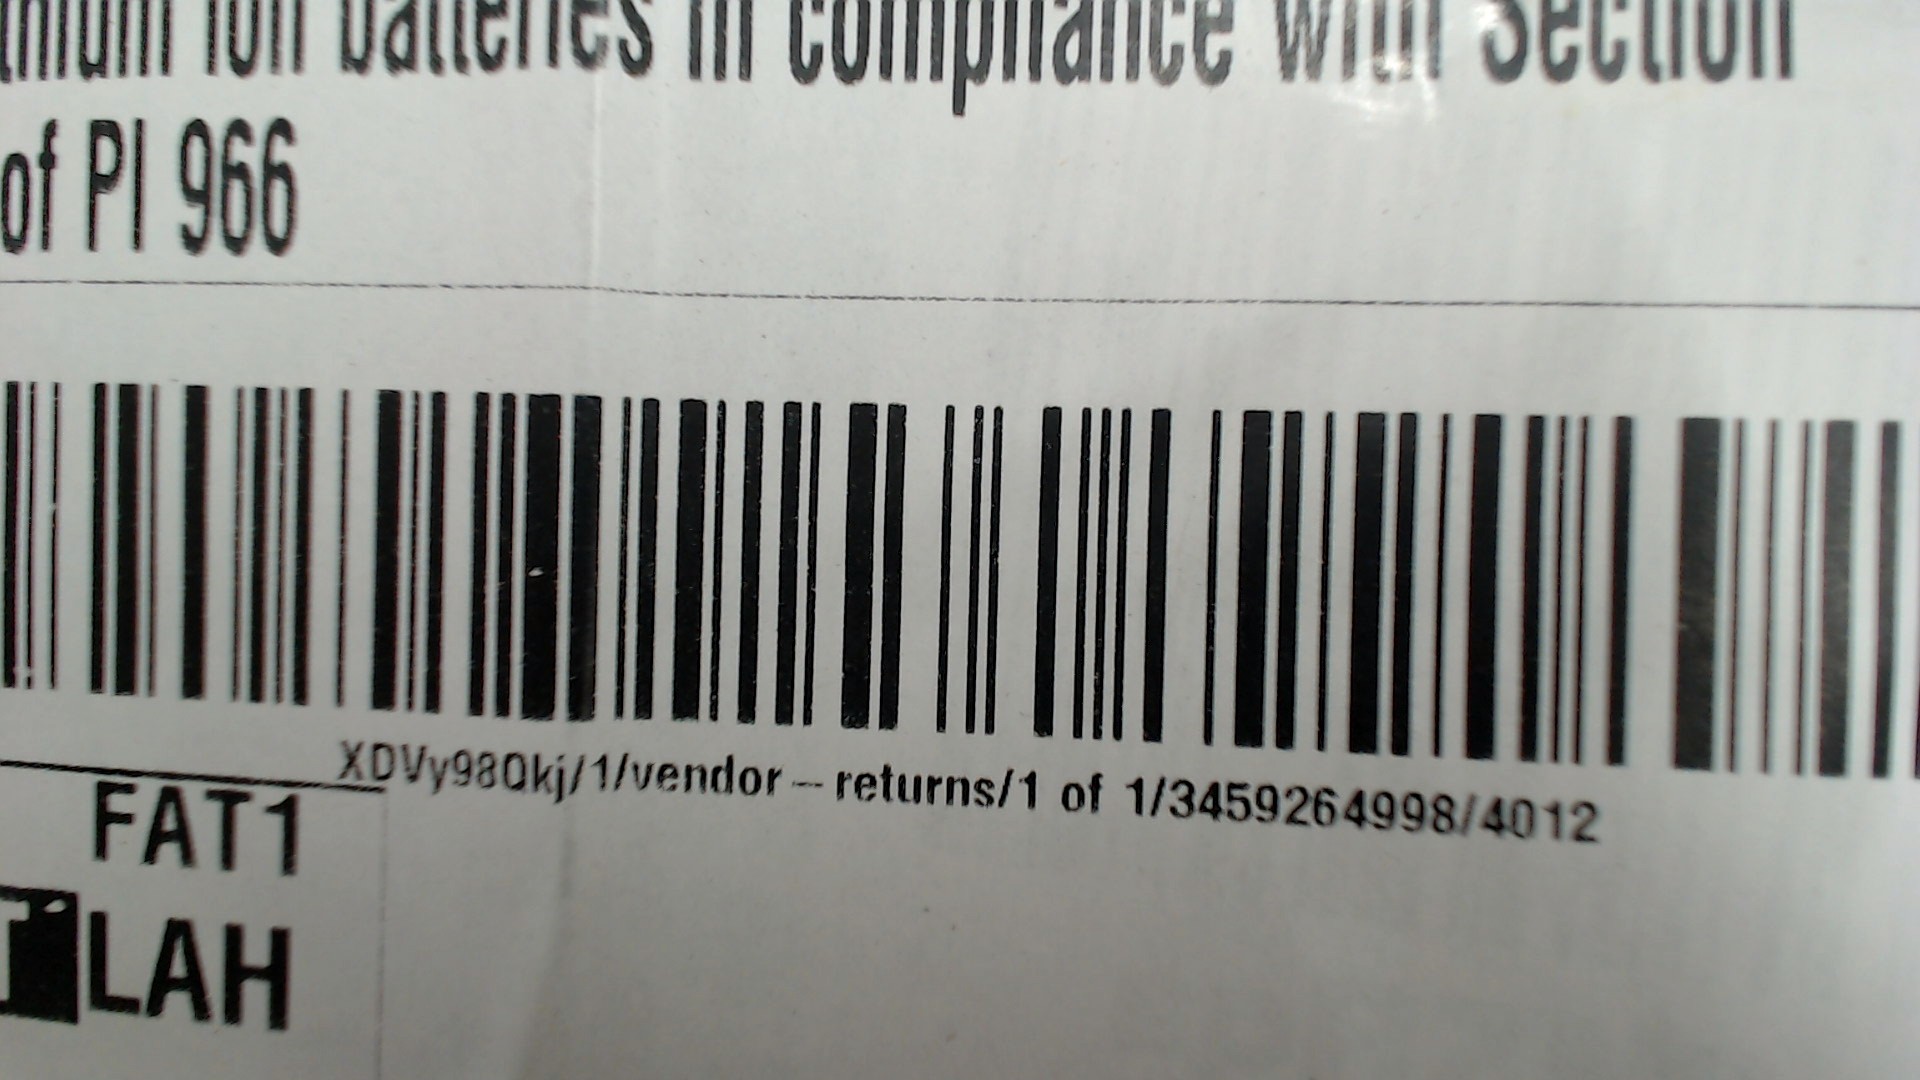 ion batteries in compliance with Section
of PI 966
XDVy98Qkj/1/vendor-returns/1 of 1/3459264998/4012
FAT1
LAH